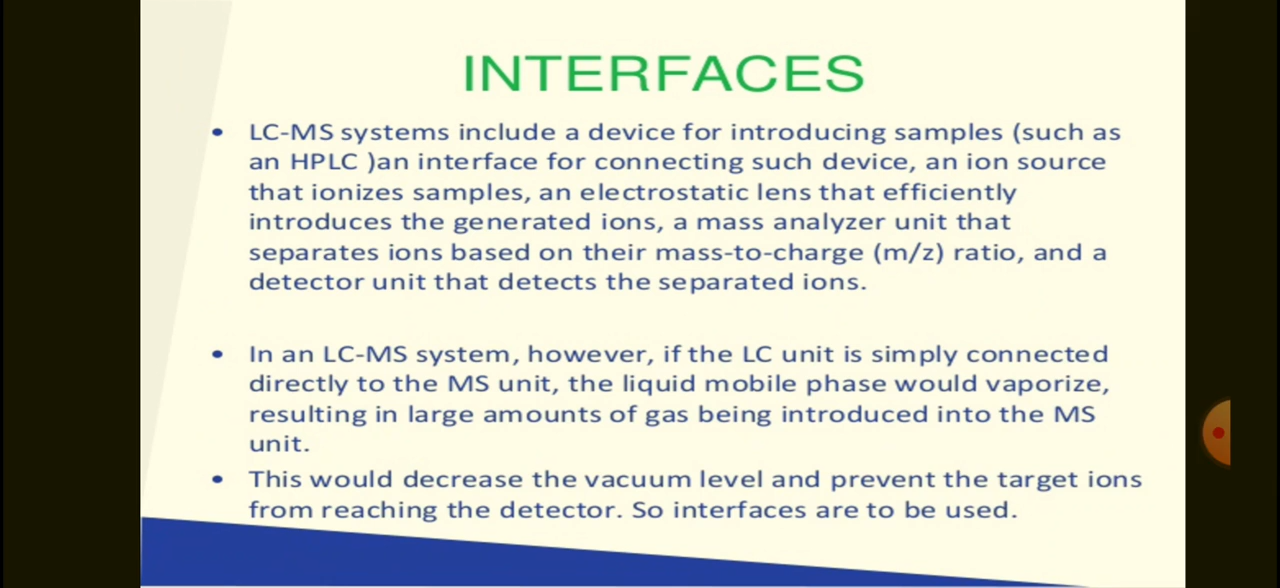 INTERFACES
• LC-MS systems include a device for introducing samples (such as
an HPLC )an interface for connecting such device, an ion source
that ionizes samples, an electrostatic lens that efficiently
introduces the generated ions, a mass analyzer unit that
separates ions based on their mass-to-charge (m/z) ratio, and a
detector unit that detects the separated ions.
• In an LC-MS system, however, if the LC unit is simply connected
directly to the MS unit, the liquid mobile phase would vaporize,
resulting in large amounts of gas being introduced into the MS
unit.
• This would decrease the vacuum level and prevent the target ions
from reaching the detector. So interfaces are to be used.